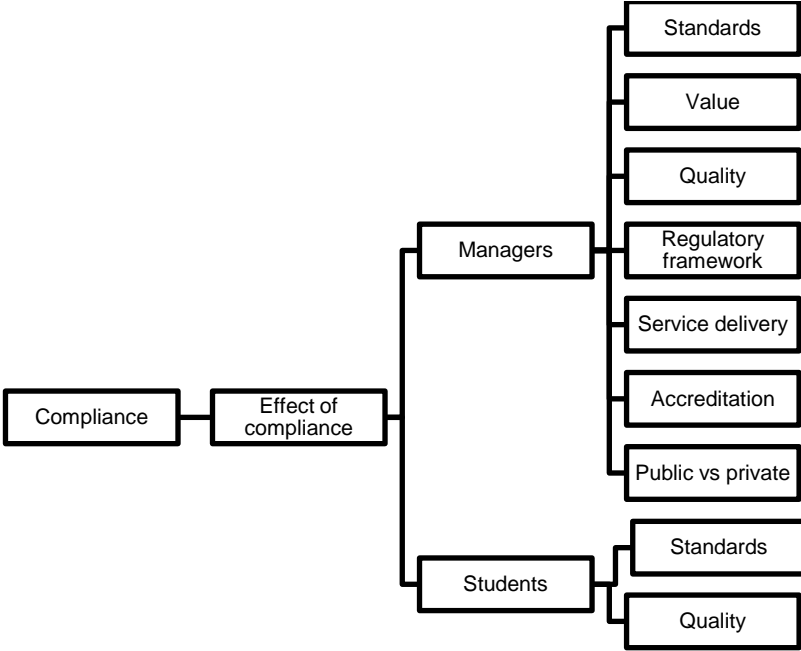 Standards
Value
Quality
Managers
Regulatory
framework
Service delivery
Compliance
Effect of
compliance
Accreditation
Public vs private
Standards
Students
Quality